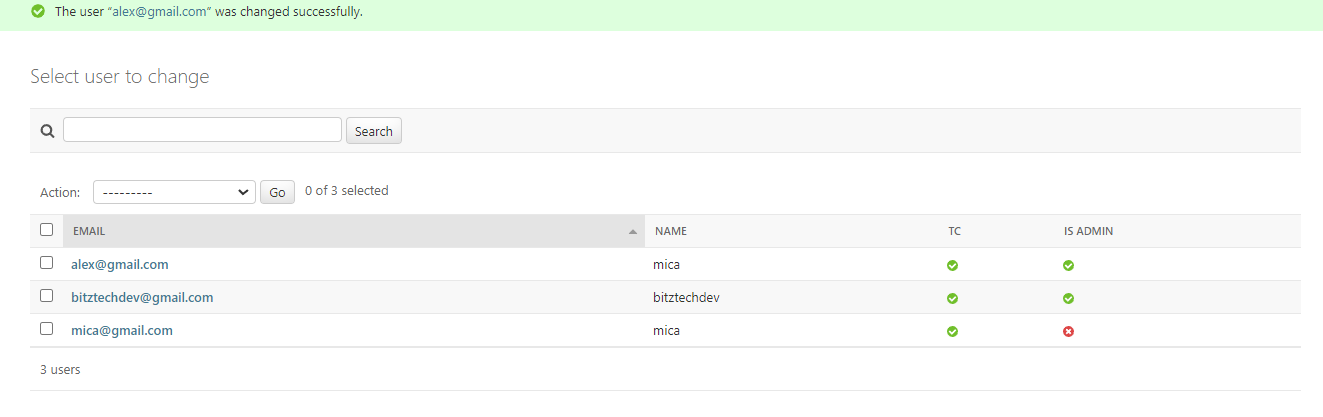 The user “alex@gmail.com” was changed successfully.
Select user to change
Search
Action: --------- Go 0 of 3 selected
EMAIL NAME TC IS ADMIN
alex@gmail.com mica
bitztechdev@gmail.com bitztechdev
mica@gmail.com mica
3 users